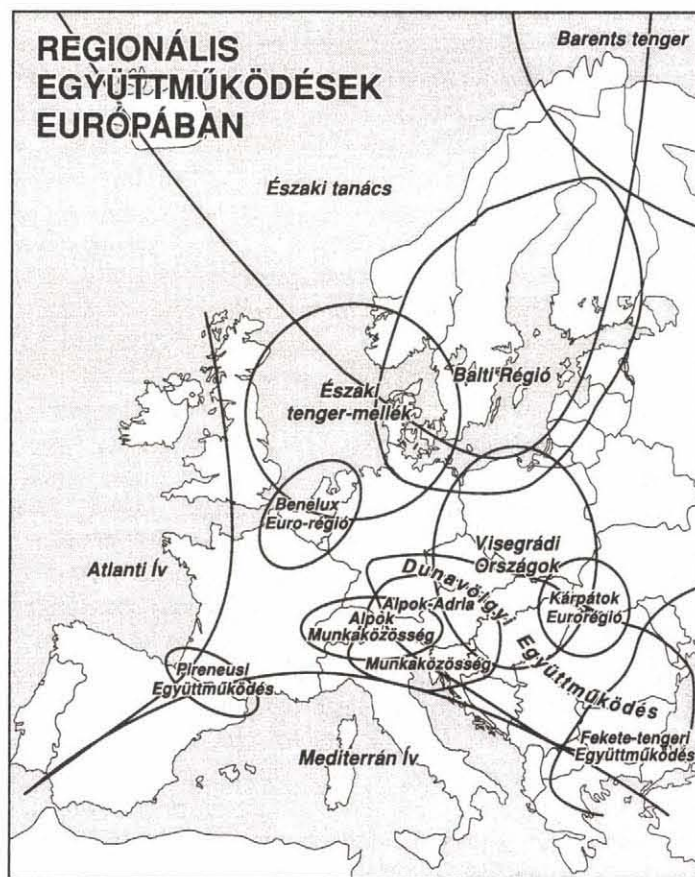 REGIONÁLIS
EGYÜTTMŰKÖDÉSEK
EURÓPÁBAN
Barents tenger
Északi tanács
Balti Régió
Északi
tenger-mellék
Benelux
Euro-régió
Visegrádi
Országok
Atlanti Ív
Dunavölgyi Együttműködés
Kárpátok
Eurorégió
Alpok-Adria
Alpok
Munkaközösség
Munkaközösség
Pireneusi
Együttműködés
Fekete-tengeri
Együttműködés
Mediterrán Ív